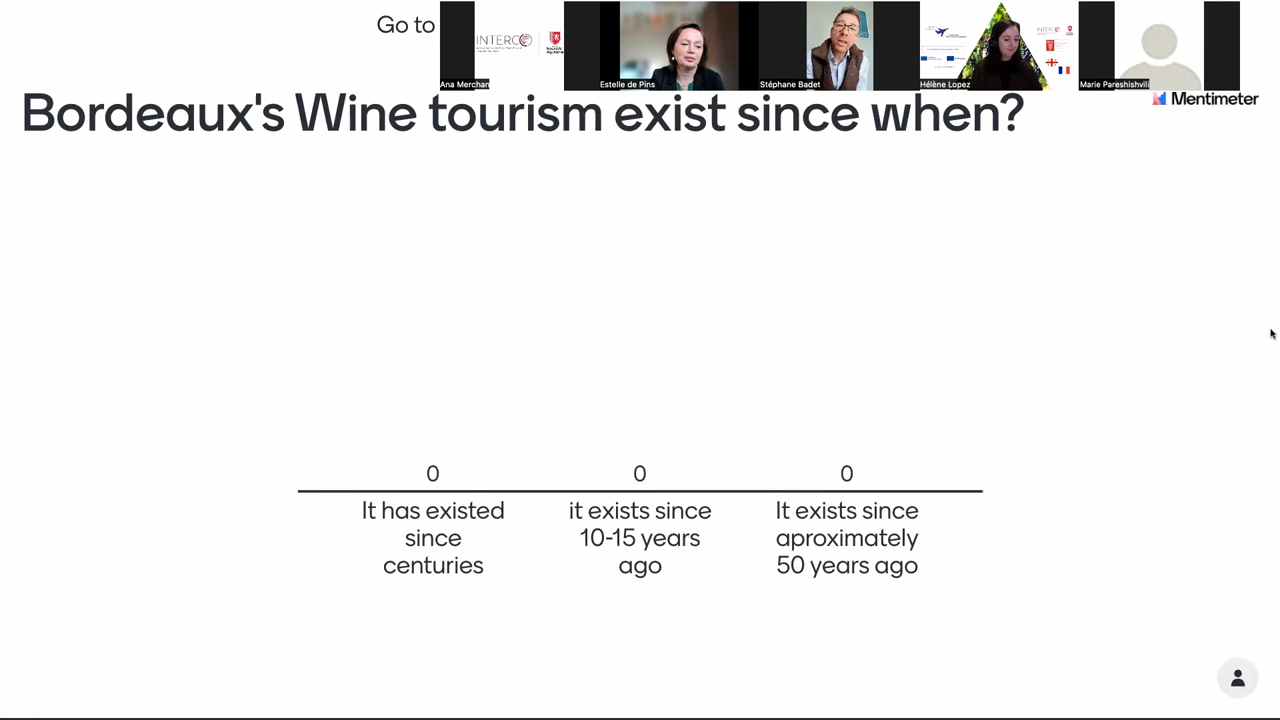 Go to
INTERCO
Ana Merchan
Estelle de Pins
Stéphane Badet
Hélène Lopez
Marie Pareshishvili
Mentimeter
Bordeaux's Wine tourism exist since when?
0
0
0
It has existed
since
centuries
it exists since
10-15 years
ago
It exists since
aproximately
50 years ago